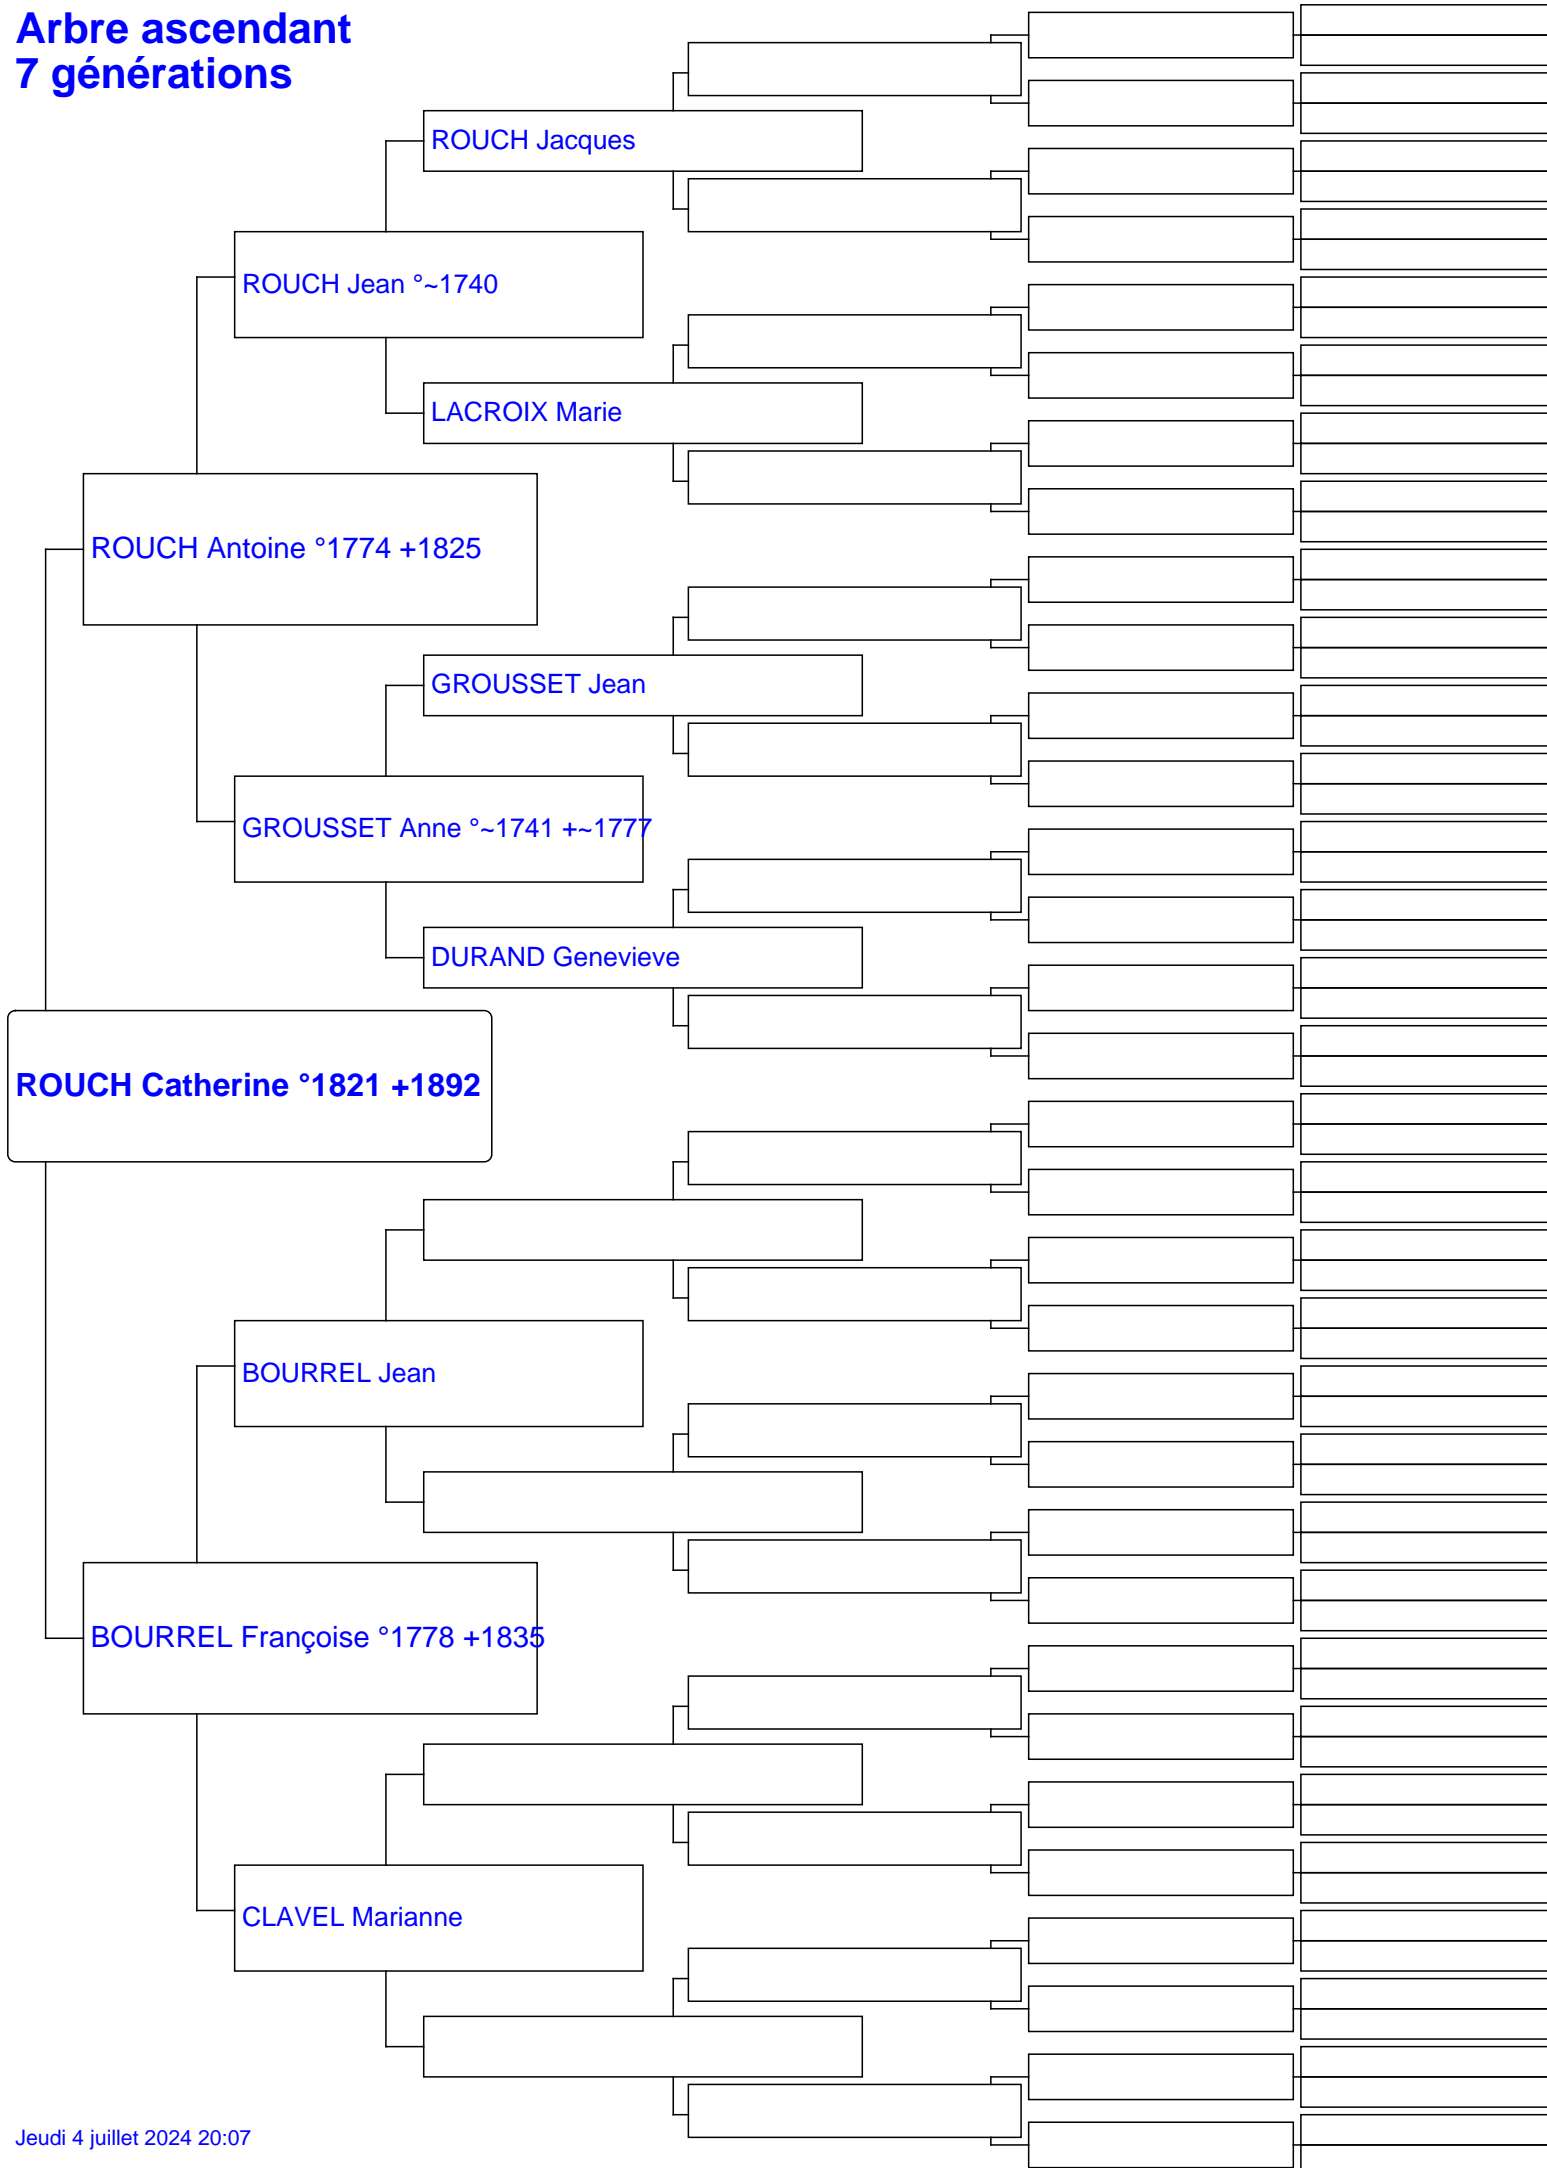 Arbre ascendant
7 générations
ROUCH Jacques
ROUCH Jean °~1740
LACROIX Marie
ROUCH Antoine °1774 +1825
GROUSSET Jean
GROUSSET Anne °~1741 +~1777
DURAND Genevieve
ROUCH Catherine °1821 +1892
BOURREL Jean
BOURREL Françoise °1778 +1835
CLAVEL Marianne
Jeudi 4 juillet 2024 20:07